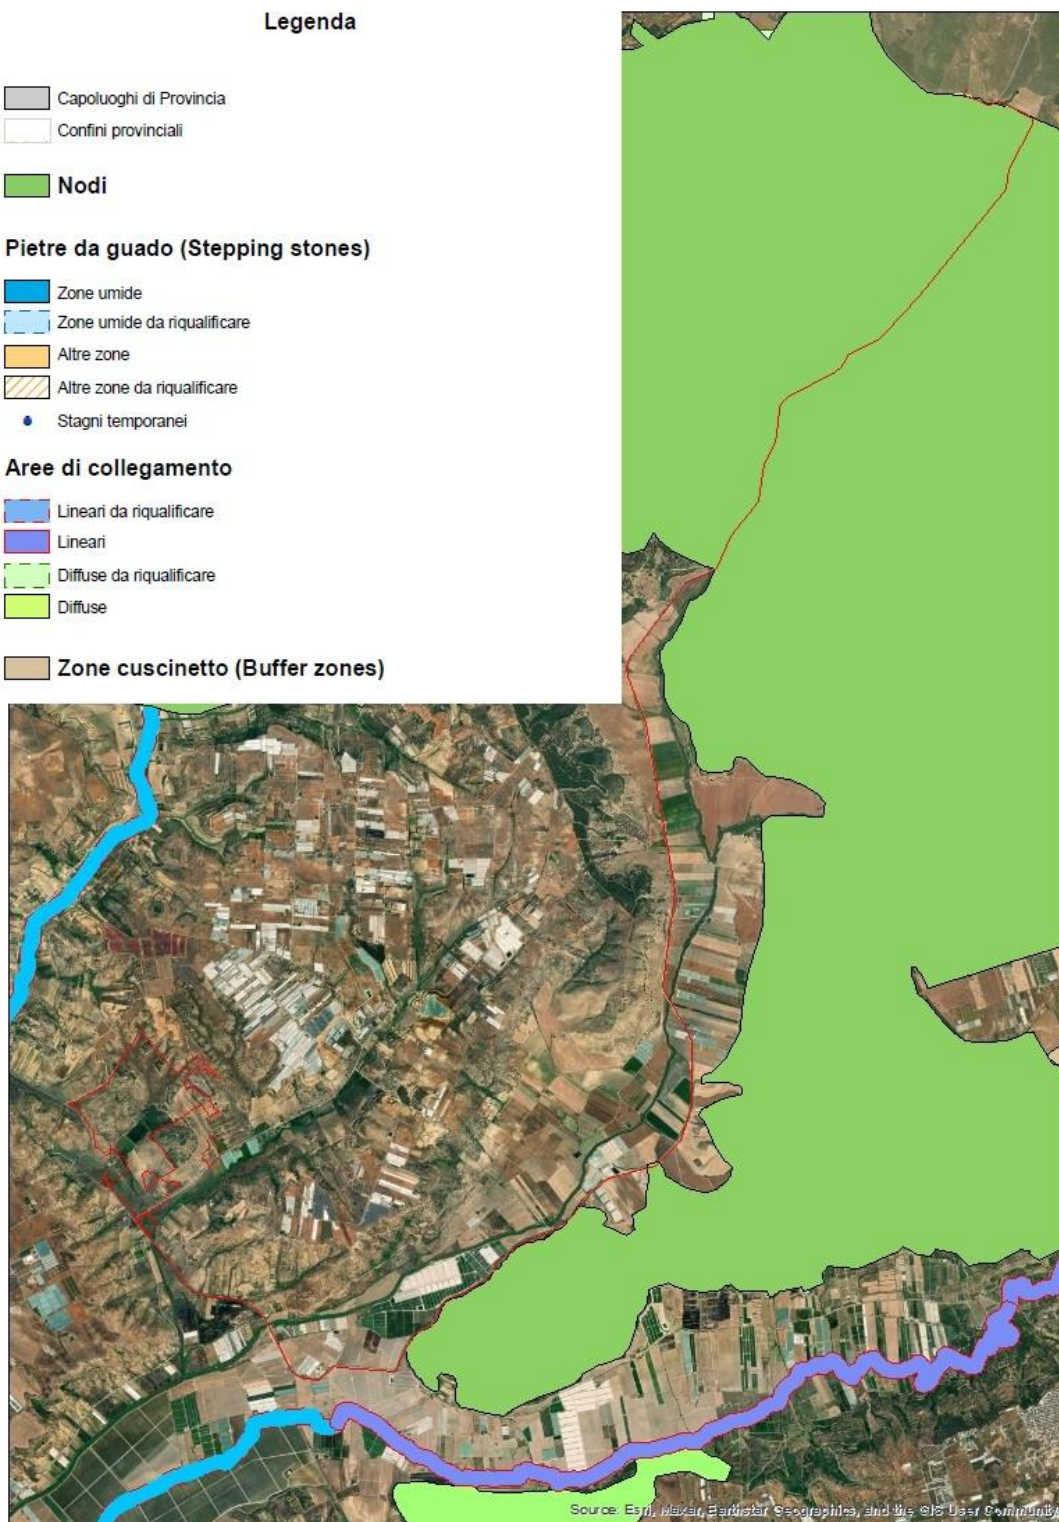 Legenda
Capoluoghi di Provincia
Confini provinciali
Nodi
Pietre da guado (Stepping stones)
Zone umide
Zone umide da riqualificare
Altre zone
Altre zone da riqualificare
Stagni temporanei
Aree di collegamento
Lineari da riqualificare
Lineari
Diffuse da riqualificare
Diffuse
Zone cuscinetto (Buffer zones)
Source: Esri, Maxar, Earthstar Geographics, and the GIS User Community